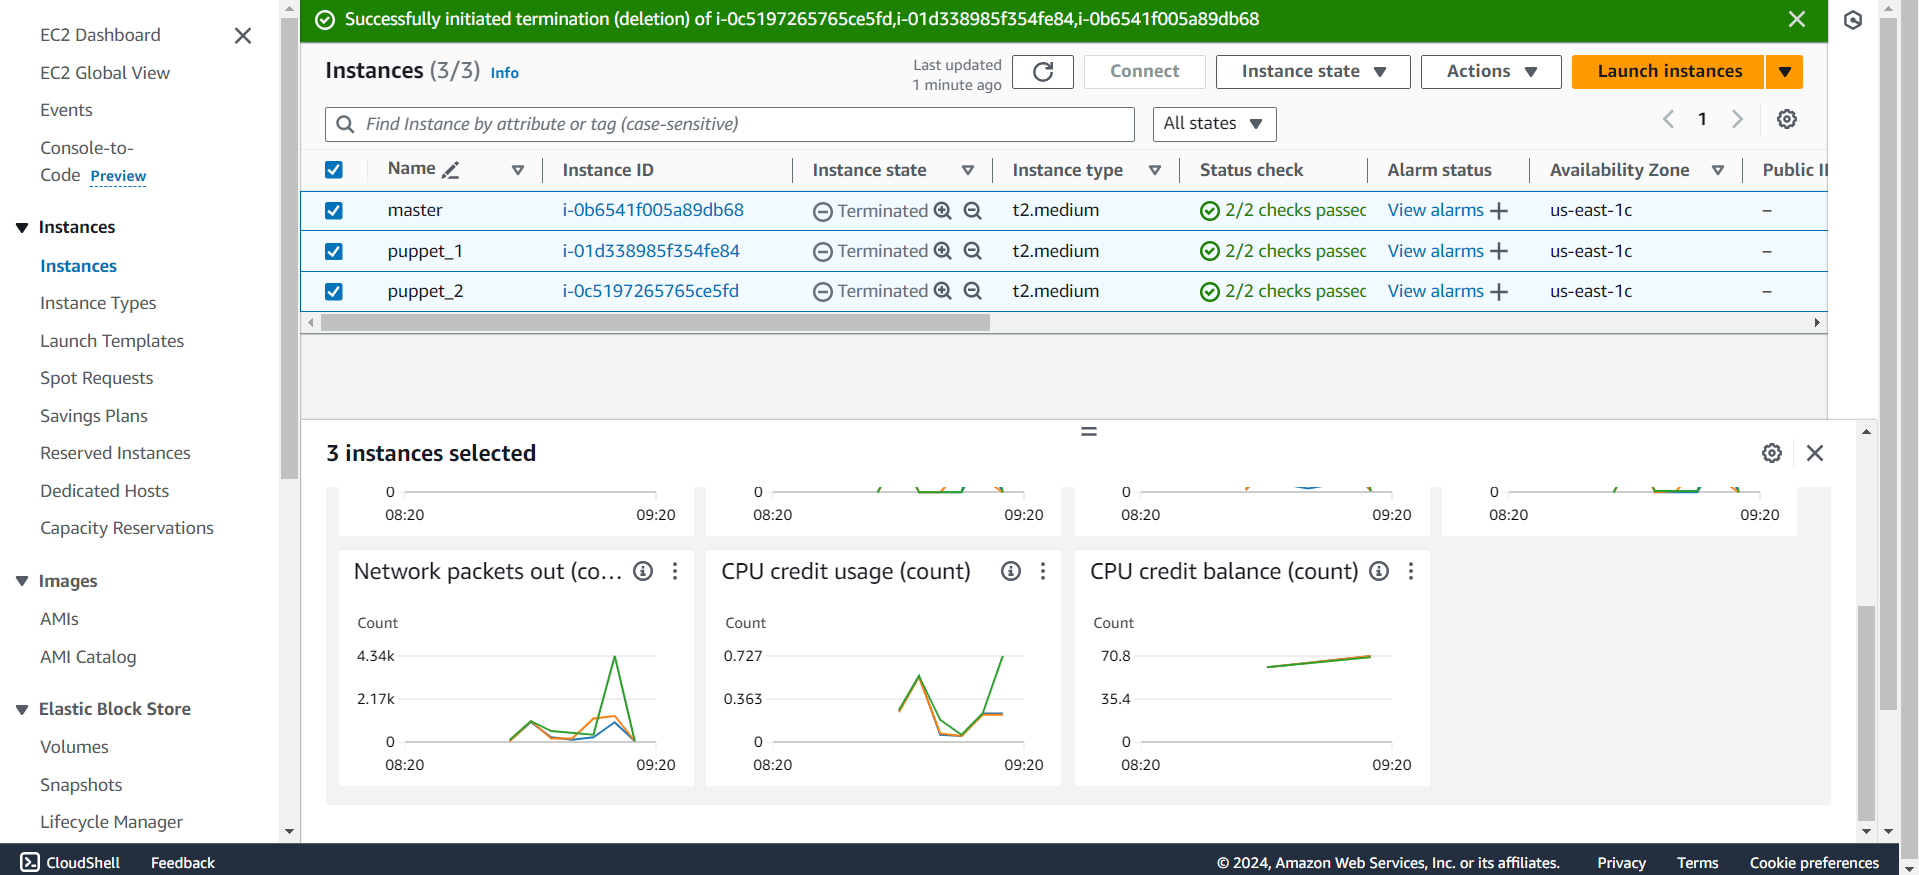 Successfully initiated termination (deletion) of i-0c5197265765ce5fd,i-01d338985f354fe84,i-0b6541f005a89db68
EC2 Dashboard
EC2 Global View
Events
Console-to-
Code Preview
Instances
Instances
Instance Types
Launch Templates
Spot Requests
Savings Plans
Reserved Instances
Dedicated Hosts
Capacity Reservations
Images
AMIs
AMI Catalog
Elastic Block Store
Volumes
Snapshots
Lifecycle Manager
Instances (3/3) Info
Last updated
1 minute ago
Connect
Instance state
Actions
Launch instances
Find Instance by attribute or tag (case-sensitive)
All states
1
Name Instance ID Instance state Instance type Status check Alarm status Availability Zone Public I
master i-0b6541f005a89db68 Terminated t2.medium 2/2 checks passec View alarms us-east-1c –
puppet_1 i-01d338985f354fe84 Terminated t2.medium 2/2 checks passec View alarms us-east-1c –
puppet_2 i-0c5197265765ce5fd Terminated t2.medium 2/2 checks passec View alarms us-east-1c –
3 instances selected
0 0 0 0
08:20 09:20 08:20 09:20 08:20 09:20 08:20 09:20
Network packets out (co...
Count
4.34k
2.17k
0
08:20 09:20
CPU credit usage (count)
Count
0.727
0.363
0
08:20 09:20
CPU credit balance (count)
Count
70.8
35.4
0
08:20 09:20
CloudShell Feedback © 2024, Amazon Web Services, Inc. or its affiliates. Privacy Terms Cookie preferences